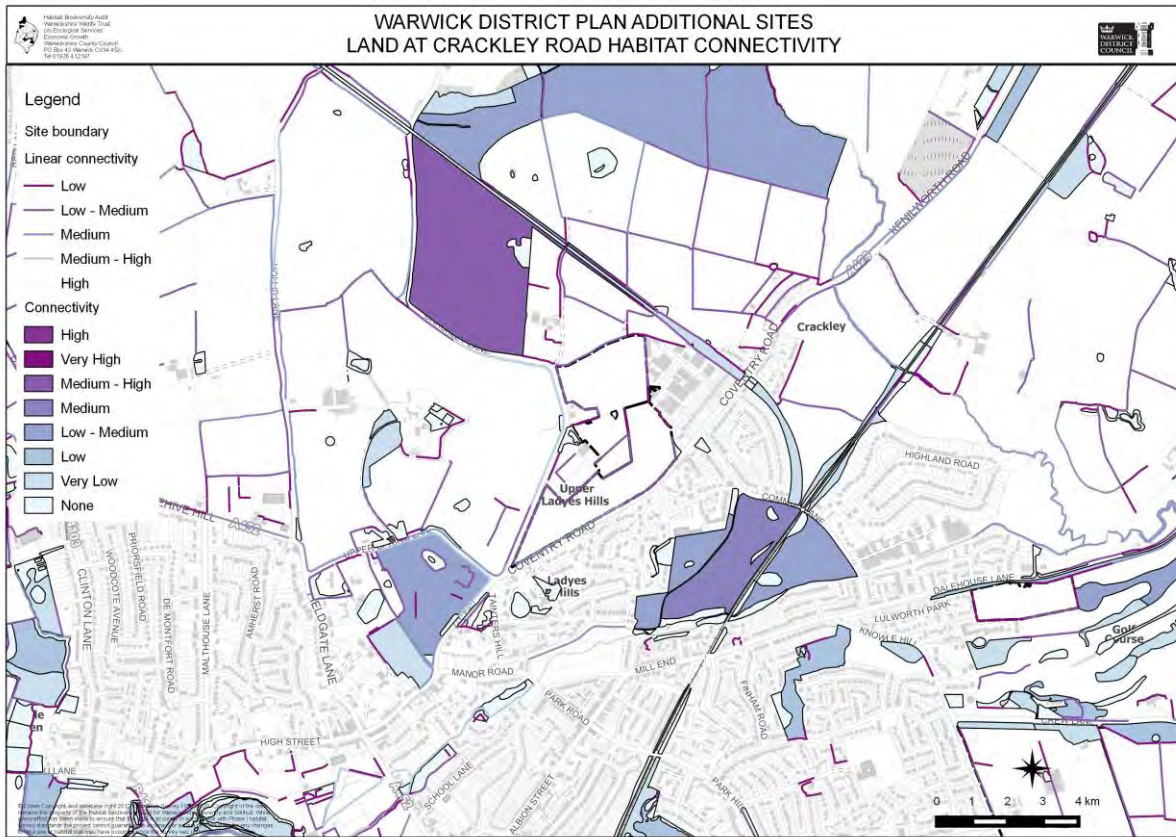 WARWICK DISTRICT PLAN ADDITIONAL SITES
LAND AT CRACKLEY ROAD HABITAT CONNECTIVITY
Habitat Biodiversity Audit
Warwickshire Wildlife Trust
c/o Ecological Services
Economic Growth
Warwickshire County Council
WARWICK
DISTRICT
COUNCIL
Legend
Site boundary
Linear connectivity
Low
Low - Medium
Medium
Medium - High
High
Connectivity
High
Very High
Medium - High
Medium
Low - Medium
Low
Very Low
None
KENILWORTH ROAD
Crackley
COVENTRY ROAD
HIGHLAND ROAD
Upper
Ladyes Hills
COVENTRY ROAD
Ladyes
Hills
TAINTERS HILL
DALEHOUSE LANE
LULWORTH PARK
KNOWLE HILL
Golf
Course
CLINTON LANE
WOODCOTE AVENUE
PRIORSFIELD ROAD
DE MONTFORT ROAD
MALTHOUSE LANE
AMHERST ROAD
FIELDGATE LANE
MANOR ROAD
MILL END
PARK ROAD
FINHAM ROAD
HIGH STREET
SCHOOL LANE
ALBION STREET
PARK HILL
0 1 2 3 4 km